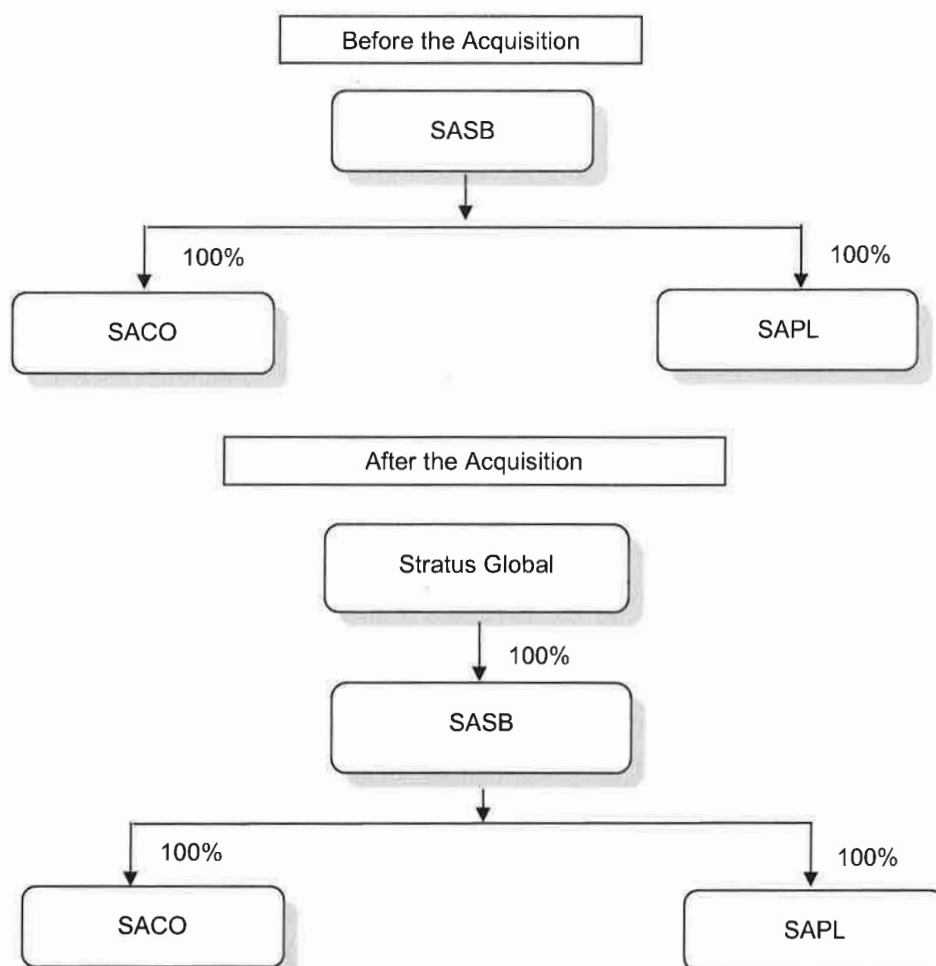 Before the Acquisition
SASB
100%
100%
SACO
SAPL
After the Acquisition
Stratus Global
100%
SASB
100%
100%
SACO
SAPL